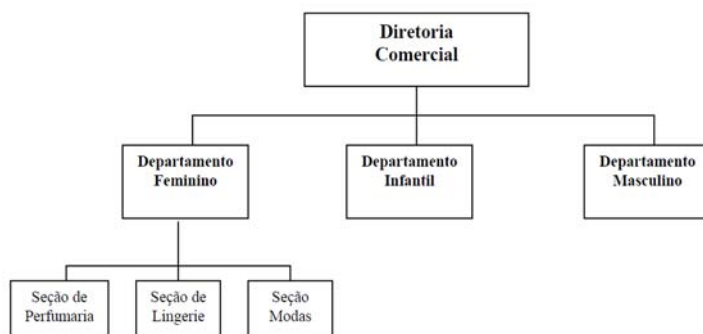 Diretoria
Comercial
Departamento
Feminino
Departamento
Infantil
Departamento
Masculino
Seção de
Perfumaria
Seção de
Lingerie
Seção
Modas